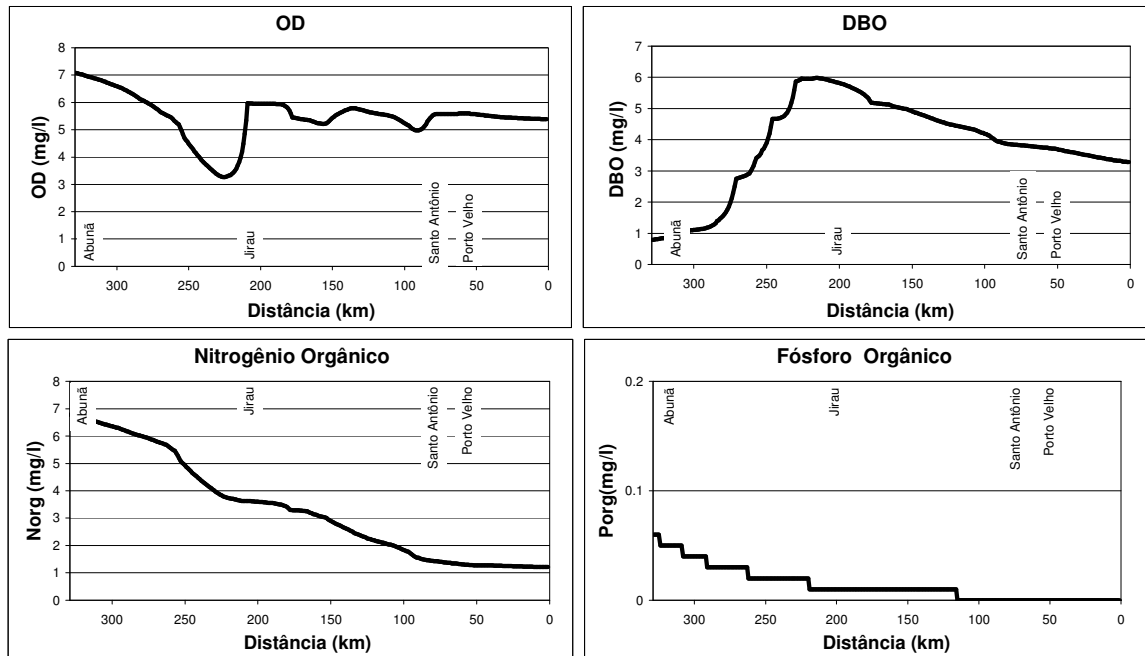 OD
OD (mg/l)
8
7
6
5
4
3
2
1
0
Abunã
Jirau
Santo Antônio
Porto Velho
300 250 200 150 100 50 0
Distância (km)
DBO
DBO (mg/l)
7
6
5
4
3
2
1
0
Abunã
Jirau
Santo Antônio
Porto Velho
300 250 200 150 100 50 0
Distância (km)
Nitrogênio Orgânico
Norg (mg/l)
8
7
6
5
4
3
2
1
0
Abunã
Jirau
Santo Antônio
Porto Velho
300 250 200 150 100 50 0
Distância (km)
Fósforo Orgânico
Porg(mg/l)
0.2
0.1
0
Abunã
Jirau
Santo Antônio
Porto Velho
300 250 200 150 100 50 0
Distância (km)